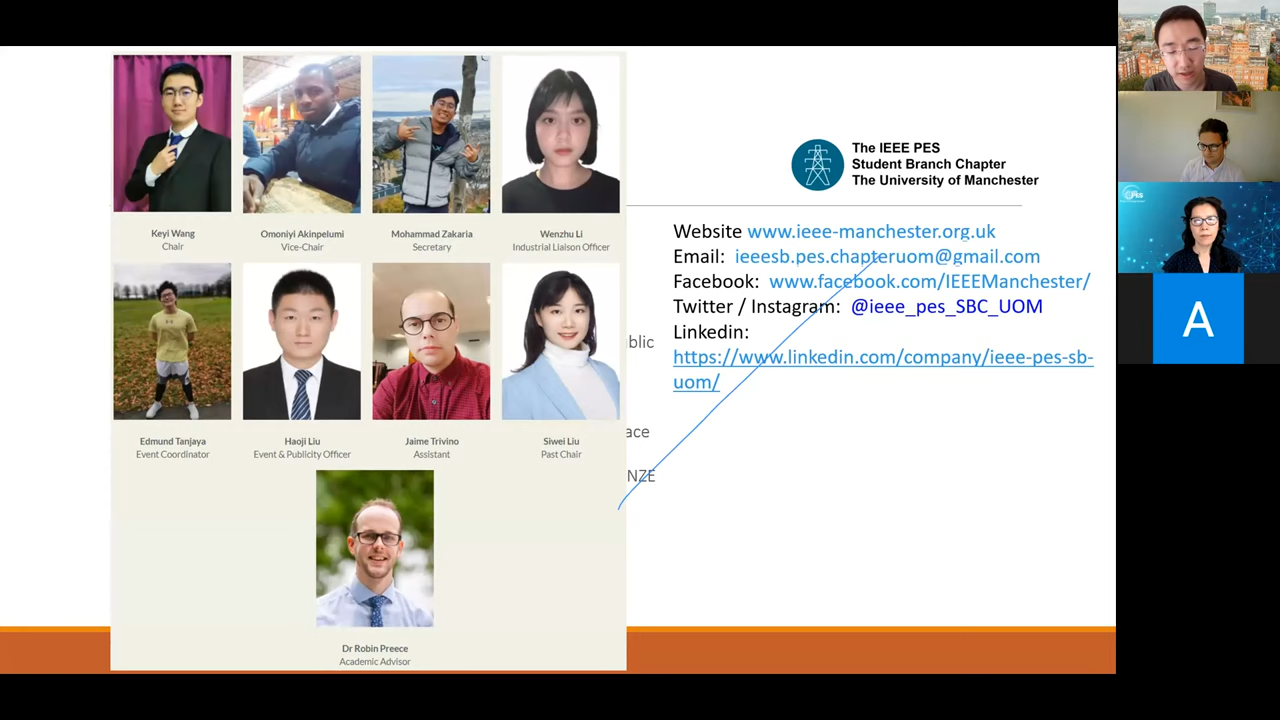 Keyi Wang
Chair
Omoniyi Akinpelumi
Vice-Chair
Mohammad Zakaria
Secretary
Wenzhu Li
Industrial Liaison Officer
Edmund Tanjaya
Event Coordinator
Haoji Liu
Event & Publicity Officer
Jaime Trivino
Assistant
Siwei Liu
Past Chair
Dr Robin Preece
Academic Advisor
The IEEE PES
Student Branch Chapter
The University of Manchester
Website www.ieee-manchester.org.uk
Email: ieeesb.pes.chapteruom@gmail.com
Facebook: www.facebook.com/IEEEManchester/
Twitter / Instagram: @ieee_pes_SBC_UOM
Linkedin:
https://www.linkedin.com/company/ieee-pes-sb-
uom/
ublic
ace
NZE
PES
A